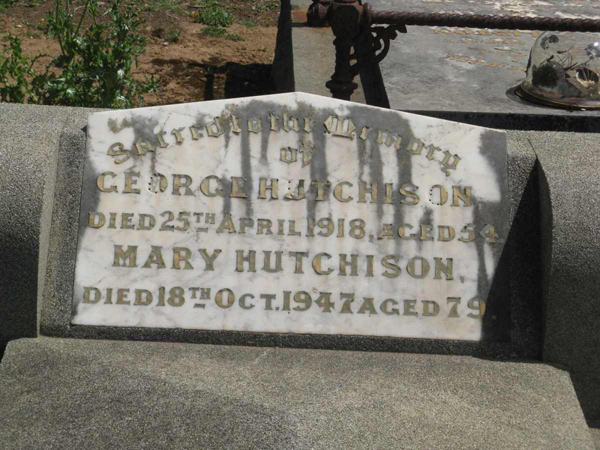 Sacred to the Memory
of
GEORGE HUTCHISON
DIED 25TH APRIL 1918, AGED 54
MARY HUTCHISON,
DIED 18TH OCT. 1947 AGED 79